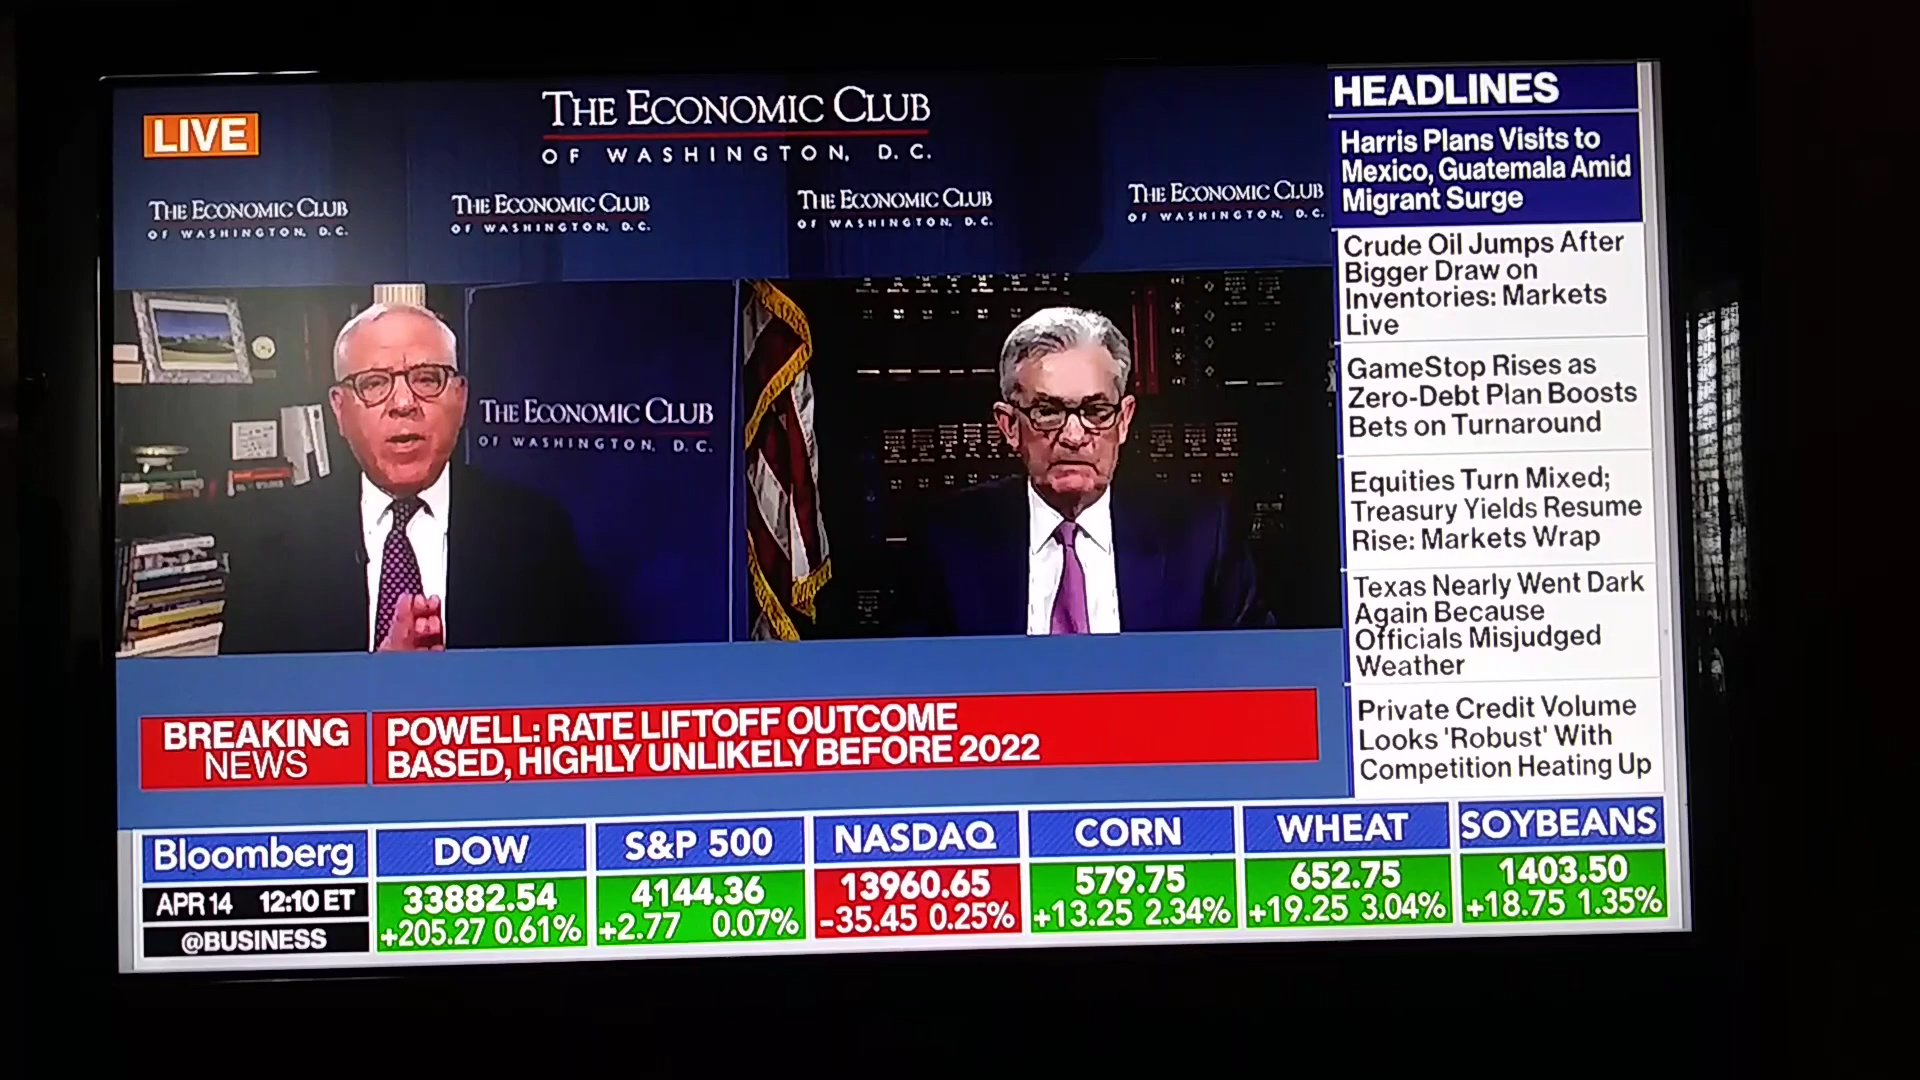 LIVE
THE ECONOMIC CLUB
OF WASHINGTON, D.C.
THE ECONOMIC CLUB
OF WASHINGTON, D.C.
THE ECONOMIC CLUB
OF WASHINGTON, D.C.
THE ECONOMIC CLUB
OF WASHINGTON, D.C.
THE ECONOMIC CLUB
OF WASHINGTON, D.C.
THE ECONOMIC CLUB
OF WASHINGTON, D.C.
HEADLINES
Harris Plans Visits to
Mexico, Guatemala Amid
Migrant Surge
Crude Oil Jumps After
Bigger Draw on
Inventories: Markets
Live
GameStop Rises as
Zero-Debt Plan Boosts
Bets on Turnaround
Equities Turn Mixed;
Treasury Yields Resume
Rise: Markets Wrap
Texas Nearly Went Dark
Again Because
Officials Misjudged
Weather
Private Credit Volume
Looks 'Robust' With
Competition Heating Up
BREAKING
NEWS
POWELL: RATE LIFTOFF OUTCOME
BASED, HIGHLY UNLIKELY BEFORE 2022
Bloomberg
APR 14 12:10 ET
@BUSINESS
DOW
33882.54
+205.27 0.61%
S&P 500
4144.36
+2.77 0.07%
NASDAQ
13960.65
-35.45 0.25%
CORN
579.75
+13.25 2.34%
WHEAT
652.75
+19.25 3.04%
SOYBEANS
1403.50
+18.75 1.35%